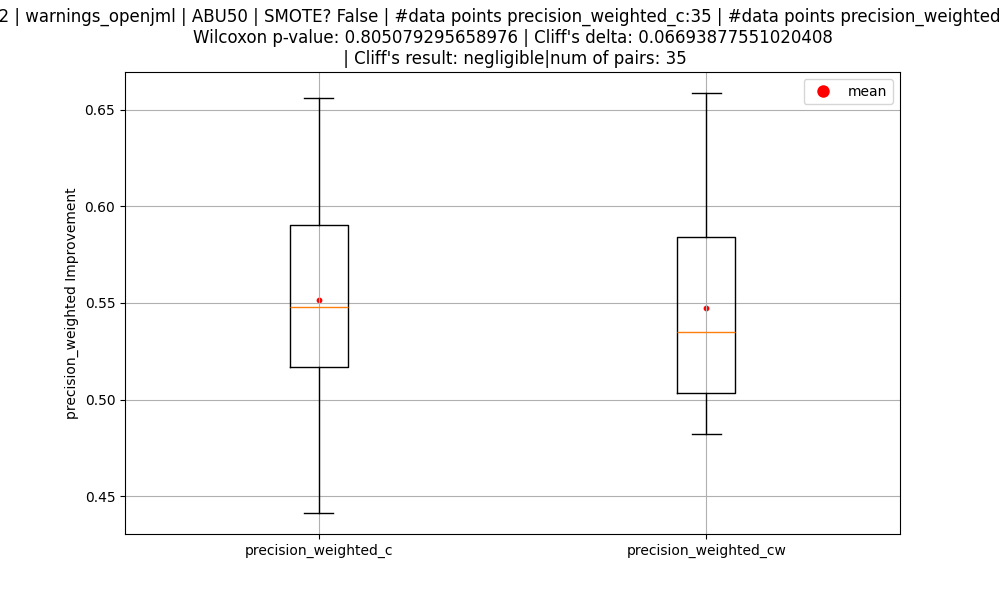 2 | warnings_openjml | ABU50 | SMOTE? False | #data points precision_weighted_c:35 | #data points precision_weighted
Wilcoxon p-value: 0.805079295658976 | Cliff's delta: 0.06693877551020408
| Cliff's result: negligible|num of pairs: 35
mean
0.65
0.60
0.55
0.50
0.45
precision_weighted Improvement
precision_weighted_c
precision_weighted_cw